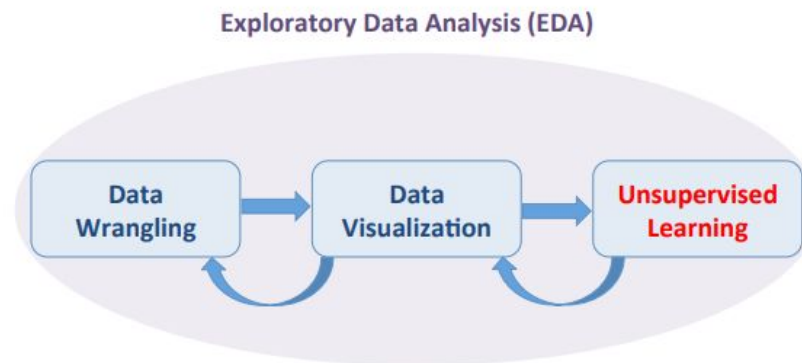 Exploratory Data Analysis (EDA)
Data
Wrangling
Data
Visualization
Unsupervised
Learning